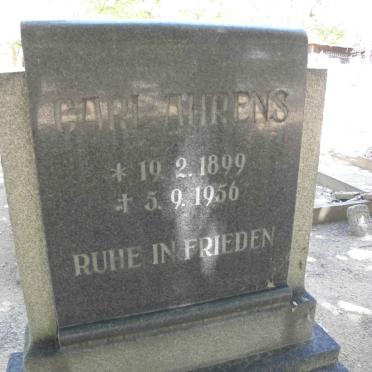 CARL AHRENS
* 19. 2. 1899
✝ 5. 9. 1956
RUHE IN FRIEDEN